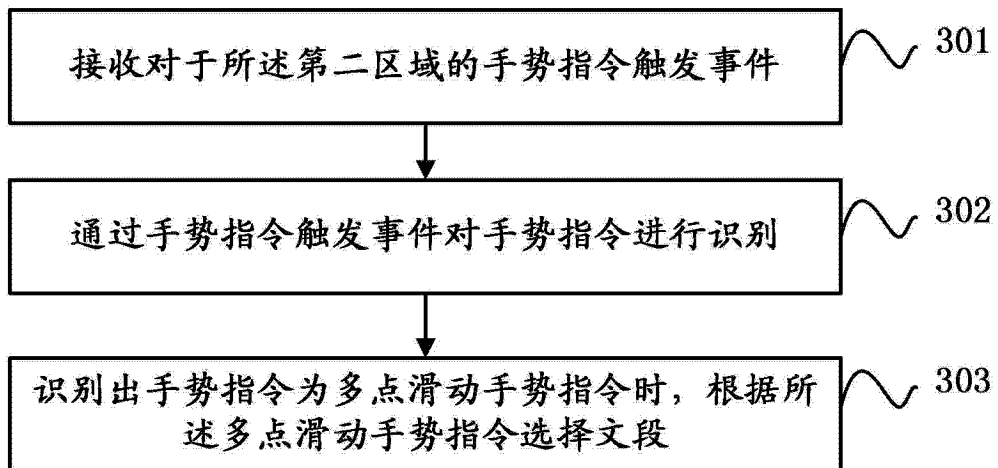 接收对于所述第二区域的手势指令触发事件
301
通过手势指令触发事件对手势指令进行识别
302
识别出手势指令为多点滑动手势指令时，根据所
述多点滑动手势指令选择文段
303